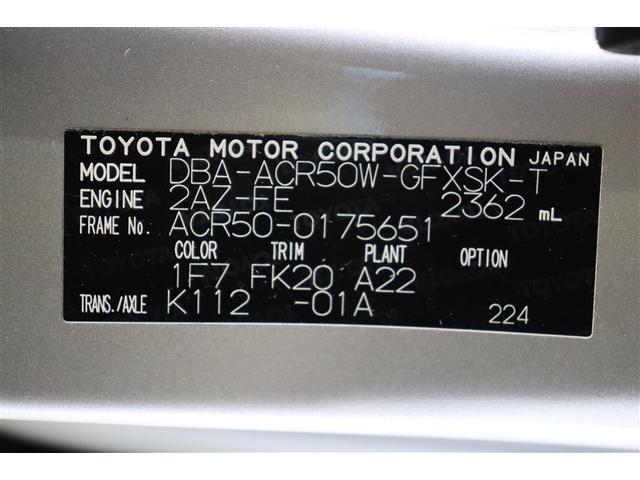 TOYOTA MOTOR CORPORATION JAPAN
MODEL DBA-ACR50W-GFXSK-T
ENGINE 2AZ-FE 2362 mL
FRAME No. ACR50-0175651
COLOR TRIM PLANT OPTION
1F7 FK20 A22
TRANS./AXLE K112 -01A 224